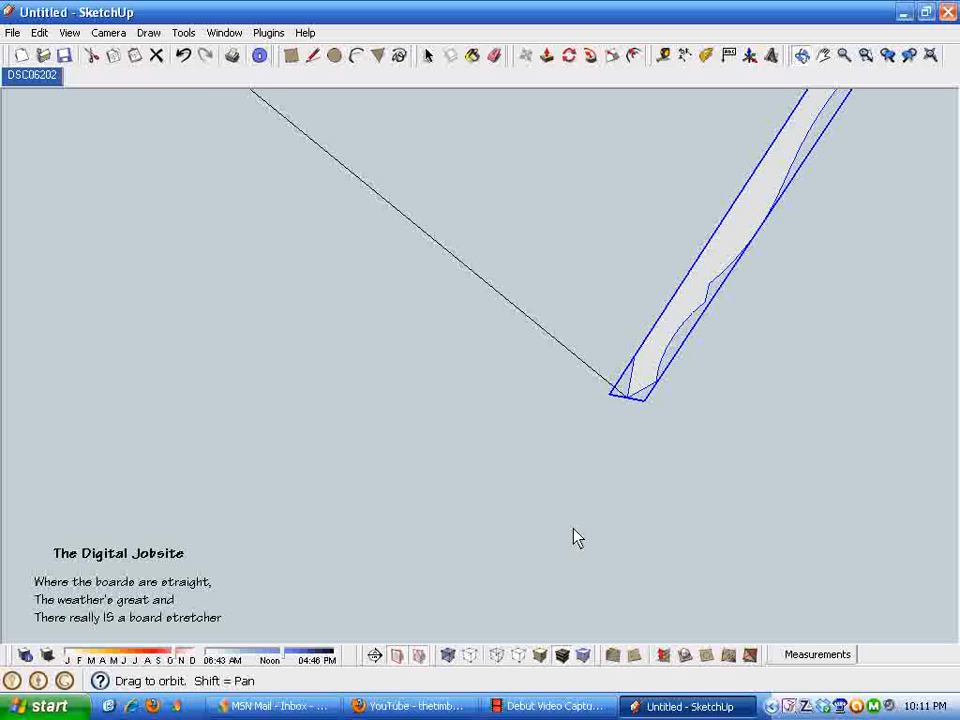 Untitled - SketchUp
File Edit View Camera Draw Tools Window Plugins Help
DSC06202
The Digital Jobsite
Where the boards are straight,
The weather's great and
There really IS a board stretcher
J F M A M J J A S O N D 06:43 AM Noon 04:46 PM Measurements
Drag to orbit. Shift = Pan
start MSN Mail - Inbox - ... YouTube - thetimb... Debut Video Captu... Untitled - SketchUp 10:11 PM